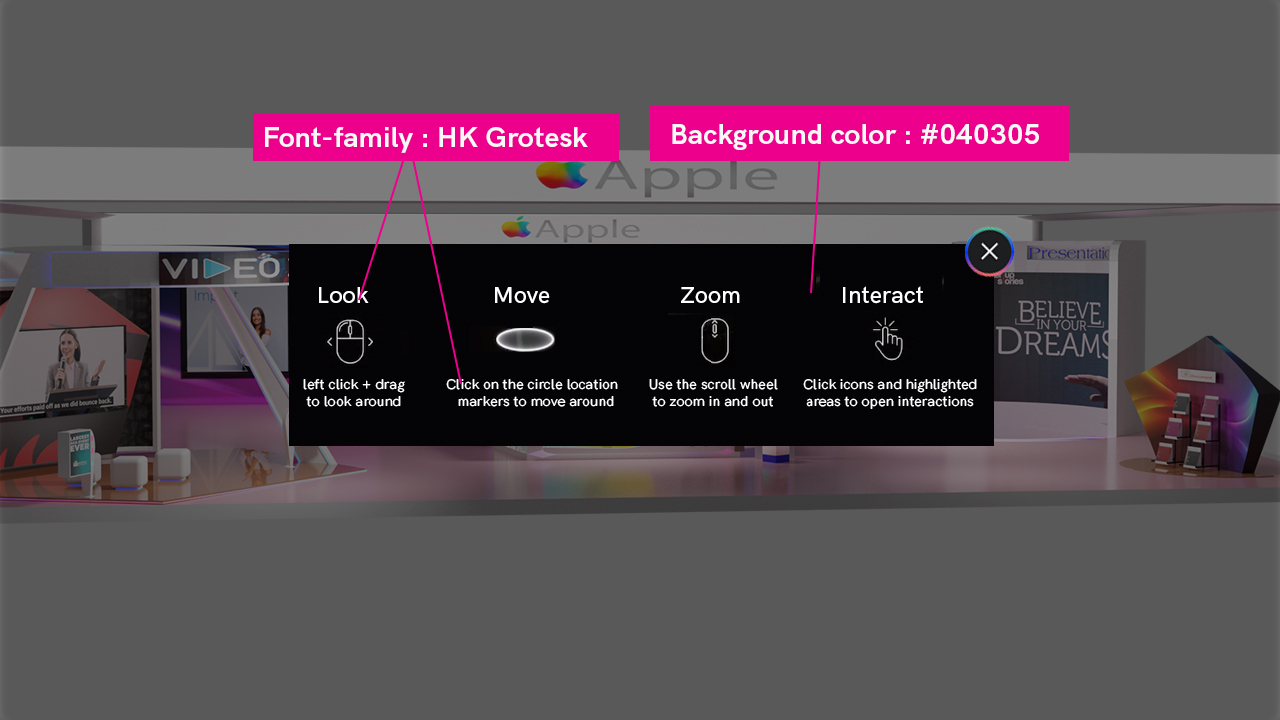 Font-family : HK Grotesk
Background color : #040305
Apple
Apple
VIDEO
Presentatio
Impact
Look
Move
Zoom
Interact
left click + drag
to look around
Click on the circle location
markers to move around
Use the scroll wheel
to zoom in and out
Click icons and highlighted
areas to open interactions
BELIEVE
IN YOUR
DREAMS
Your efforts paid off as we did bounce back.
LARGEST
EVER